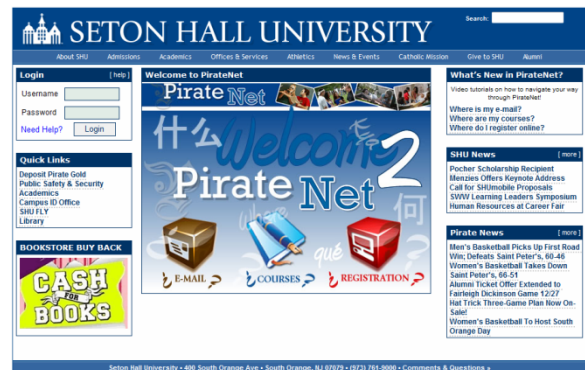 SETON HALL UNIVERSITY
Search:
About SHU Admissions Academics Offices & Services Athletics News & Events Catholic Mission Give to SHU Alumni
Login [ help ]
Username
Password
Need Help? Login
Quick Links
Deposit Pirate Gold
Public Safety & Security
Academics
Campus ID Office
SHU FLY
Library
BOOKSTORE BUY BACK
CASH
FOR
BOOKS
Welcome to PirateNet
Pirate Net
什么
Welcome 2
Pirate Net
where
何
qué
E-MAIL
COURSES
REGISTRATION
What's New in PirateNet?
Video tutorials on how to navigate your way
through PirateNet!
Where is my e-mail?
Where are my courses?
Where do I register online?
SHU News [ more ]
Pocher Scholarship Recipient
Menzies Offers Keynote Address
Call for SHUmobile Proposals
SWW Learning Leaders Symposium
Human Resources at Career Fair
Pirate News [ more ]
Men's Basketball Picks Up First Road
Win; Defeats Saint Peter's, 60-46
Women's Basketball Takes Down
Saint Peter's, 66-51
Alumni Ticket Offer Extended to
Fairleigh Dickinson Game 12/27
Hat Trick Three-Game Plan Now On-
Sale!
Women's Basketball To Host South
Orange Day
Seton Hall University • 400 South Orange Ave • South Orange, NJ 07079 • (973) 761-9000 • Comments & Questions »